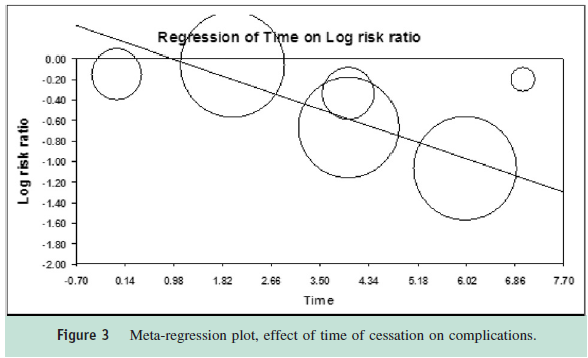 Regression of Time on Log risk ratio
Log risk ratio
0.00
-0.20
-0.40
-0.60
-0.80
-1.00
-1.20
-1.40
-1.60
-1.80
-2.00
-0.70 0.14 0.98 1.82 2.66 3.50 4.34 5.18 6.02 6.86 7.70
Time
Figure 3 Meta-regression plot, effect of time of cessation on complications.